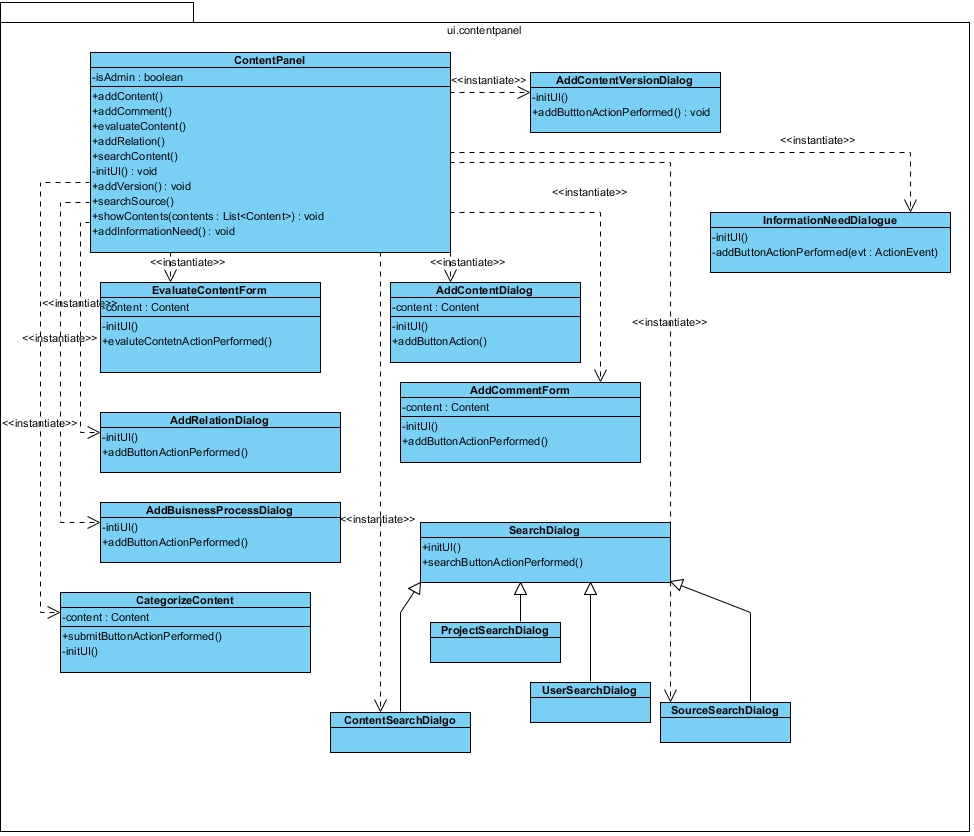 ui.contentpanel
ContentPanel
-isAdmin : boolean
+addContent()
+addComment()
+evaluateContent()
+addRelation()
+searchContent()
-initUI() : void
+addVersion() : void
+searchSource()
+showContents(contents : List<Content>) : void
+addInformationNeed() : void
<<instantiate>>
AddContentVersionDialog
-initUI()
+addButttonActionPerformed() : void
<<instantiate>>
<<instantiate>>
InformationNeedDialogue
-initUI()
-addButtonActionPerformed(evt : ActionEvent)
<<instantiate>>
<<instantiate>>
EvaluateContentForm
-content : Content
-initUI()
+evaluteContetnActionPerformed()
AddContentDialog
-content : Content
-initUI()
+addButtonAction()
<<instantiate>>
<<instantiate>>
<<instantiate>>
AddCommentForm
-content : Content
-initUI()
+addButtonActionPerformed()
<<instantiate>>
AddRelationDialog
-initUI()
+addButtonActionPerformed()
AddBuisnessProcessDialog
-intiUI()
+addButtonActionPerformed()
<<instantiate>>
SearchDialog
+initUI()
+searchButtonActionPerformed()
CategorizeContent
-content : Content
+submitButtonActionPerformed()
-initUI()
ProjectSearchDialog
UserSearchDialog
SourceSearchDialog
ContentSearchDialgo